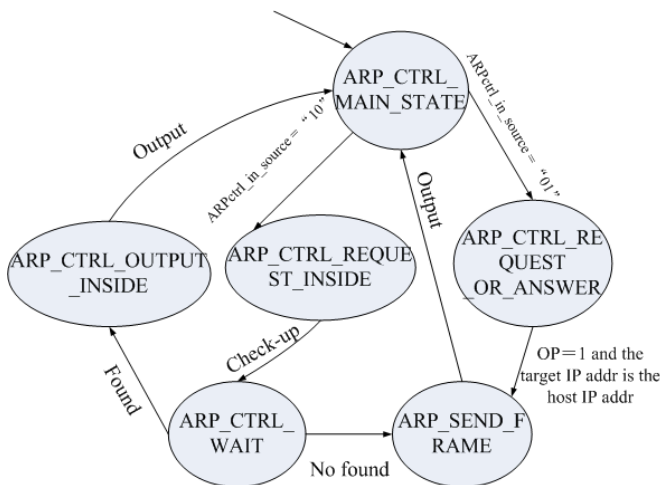 ARP_CTRL_
MAIN_STATE
Output
ARPctrl_in_source = “10”
ARPctrl_in_source = “01”
Output
ARP_CTRL_OUTPUT
_INSIDE
ARP_CTRL_REQUE
ST_INSIDE
ARP_CTRL_RE
QUEST
_OR_ANSWER
Check-up
Found
OP=1 and the
target IP addr is the
host IP addr
ARP_CTRL_
WAIT
ARP_SEND_F
RAME
No found